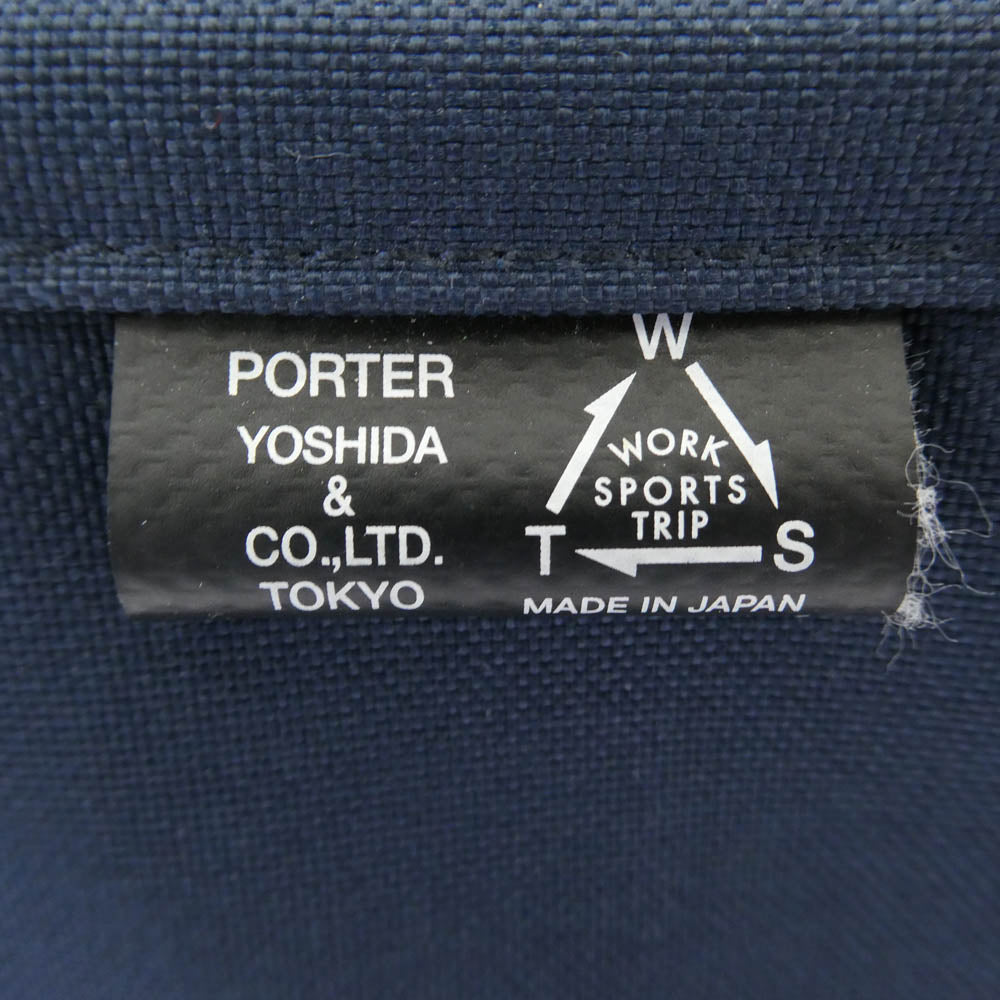 PORTER
YOSHIDA
&
CO.,LTD.
TOKYO
W
WORK
SPORTS
TRIP
T S
MADE IN JAPAN